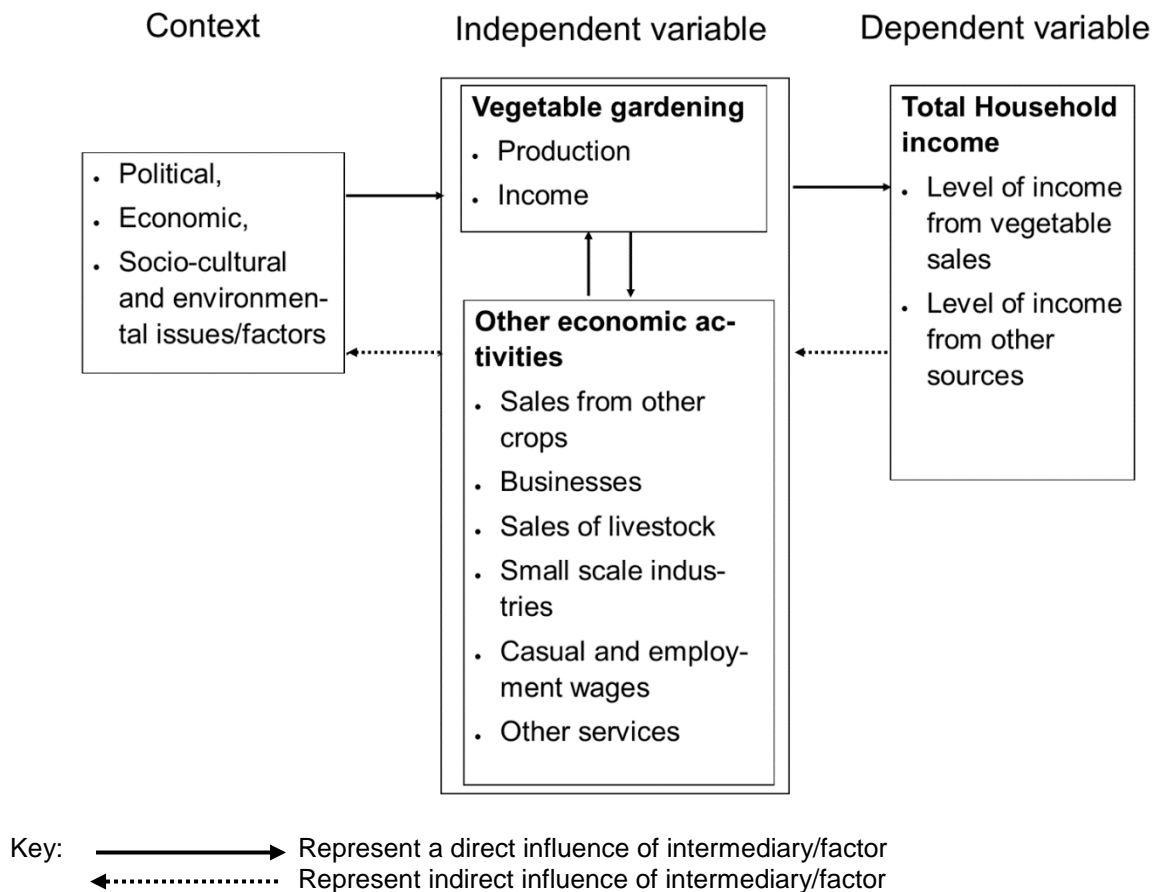 Context
Independent variable
Dependent variable
• Political,
• Economic,
• Socio-cultural
and environmen-
tal issues/factors
Vegetable gardening
• Production
• Income
Other economic ac-
tivities
• Sales from other
crops
• Businesses
• Sales of livestock
• Small scale indus-
tries
• Casual and employ-
ment wages
• Other services
Total Household
income
• Level of income
from vegetable
sales
• Level of income
from other
sources
Key:
Represent a direct influence of intermediary/factor
Represent indirect influence of intermediary/factor